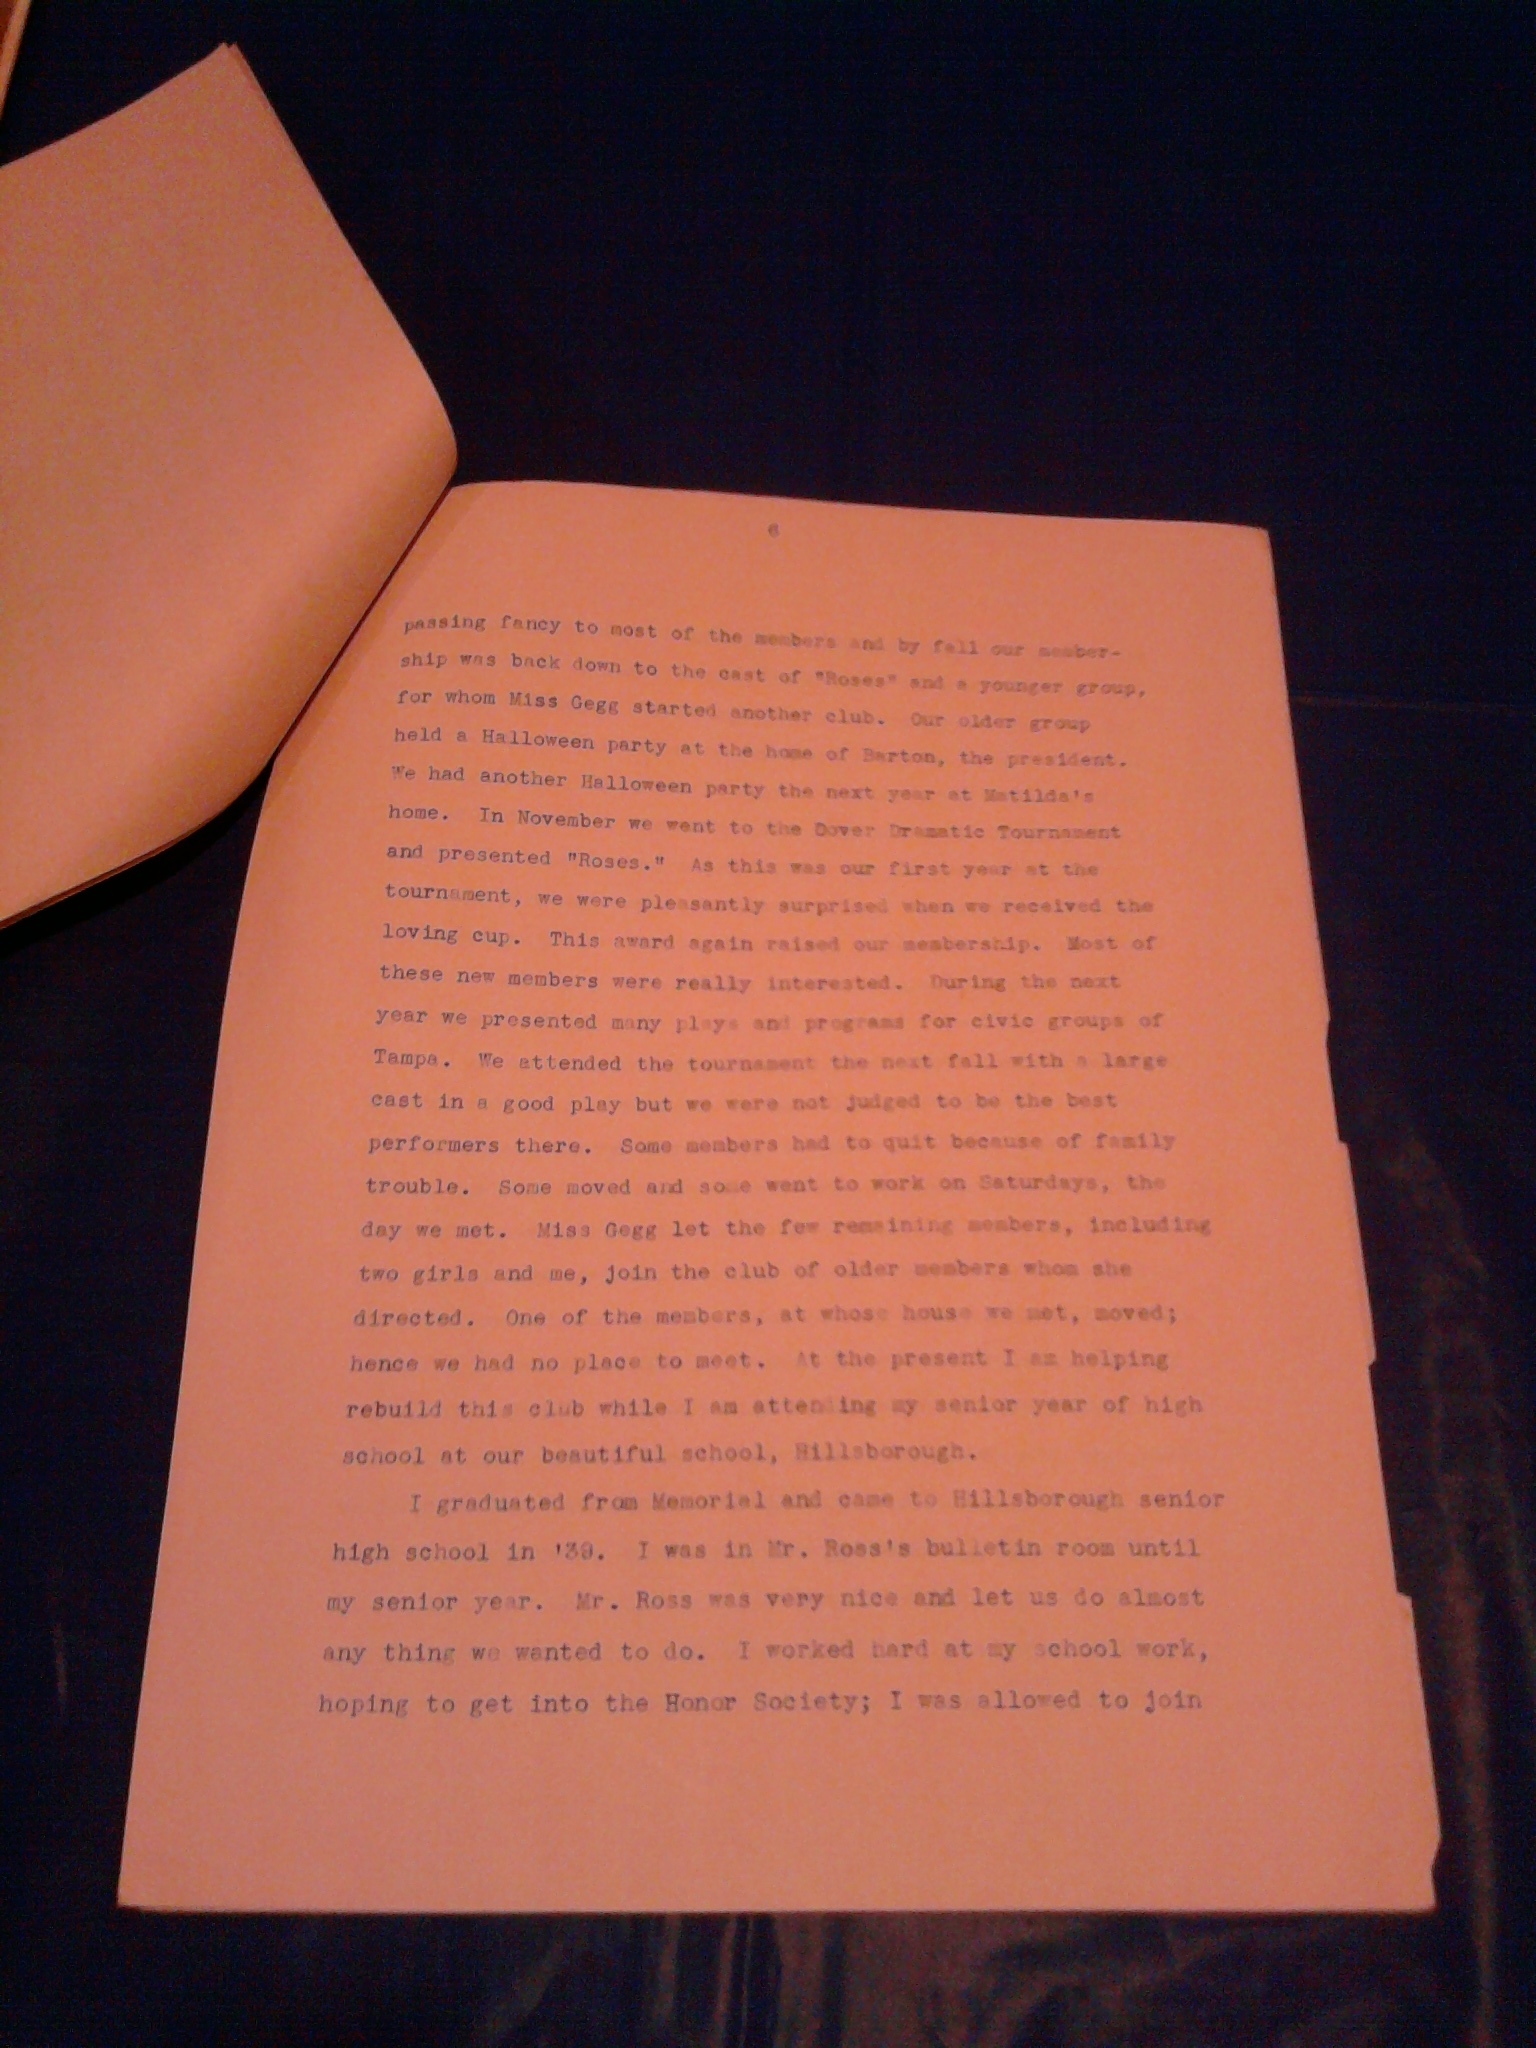 6
passing fancy to most of the members and by fall our member-
ship was back down to the cast of "Roses" and a younger group,
for whom Miss Gegg started another club. Our older group
held a Halloween party at the home of Barton, the president.
We had another Halloween party the next year at Matilda's
home. In November we went to the Dover Dramatic Tournament
and presented "Roses." As this was our first year at the
tournament, we were pleasantly surprised when we received the
loving cup. This award again raised our membership. Most of
these new members were really interested. During the next
year we presented many plays and programs for civic groups of
Tampa. We attended the tournament the next fall with a large
cast in a good play but we were not judged to be the best
performers there. Some members had to quit because of family
trouble. Some moved and some went to work on Saturdays, the
day we met. Miss Gegg let the few remaining members, including
two girls and me, join the club of older members whom she
directed. One of the members, at whose house we met, moved;
hence we had no place to meet. At the present I am helping
rebuild this club while I am attending my senior year of high
school at our beautiful school, Hillsborough.
I graduated from Memorial and came to Hillsborough senior
high school in '39. I was in Mr. Ross's bulletin room until
my senior year. Mr. Ross was very nice and let us do almost
any thing we wanted to do. I worked hard at my school work,
hoping to get into the Honor Society; I was allowed to join